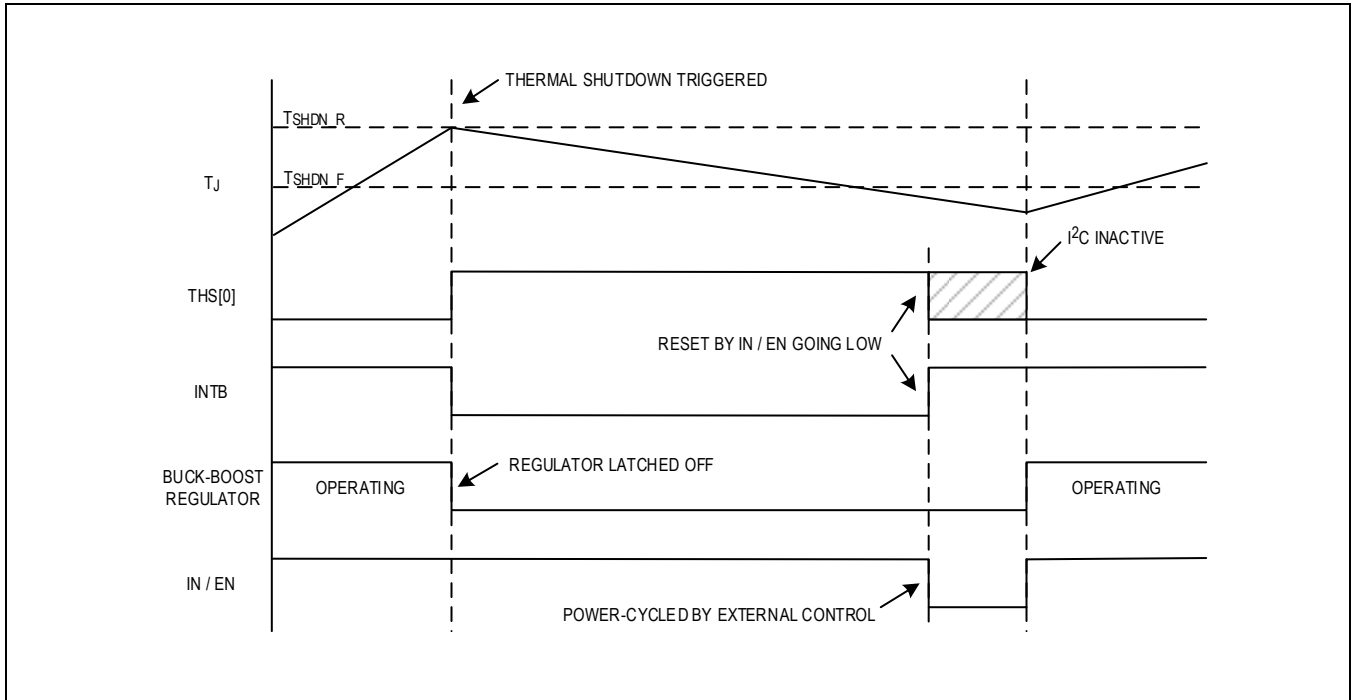 THERMAL SHUTDOWN TRIGGERED
TSHDN_R
TJ
TSHDN_F
I2C INACTIVE
THS[0]
RESET BY IN / EN GOING LOW
INTB
REGULATOR LATCHED OFF
BUCK-BOOST
REGULATOR
OPERATING
OPERATING
IN / EN
POWER-CYCLED BY EXTERNAL CONTROL